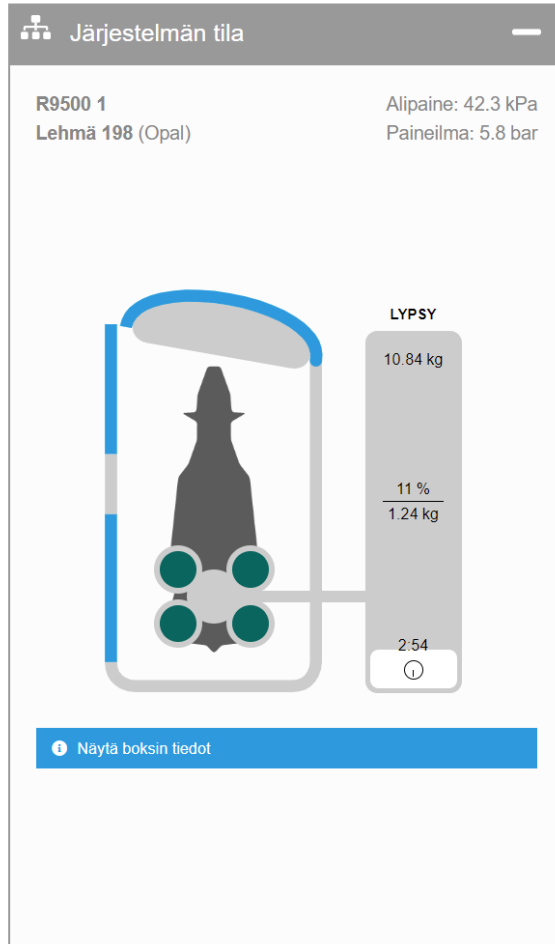 Järjestelmän tila
R9500 1
Alipaine: 42.3 kPa
Lehmä 198 (Opal)
Paineilma: 5.8 bar
LYPSY
10.84 kg
11 %
1.24 kg
2:54
Näytä boksin tiedot